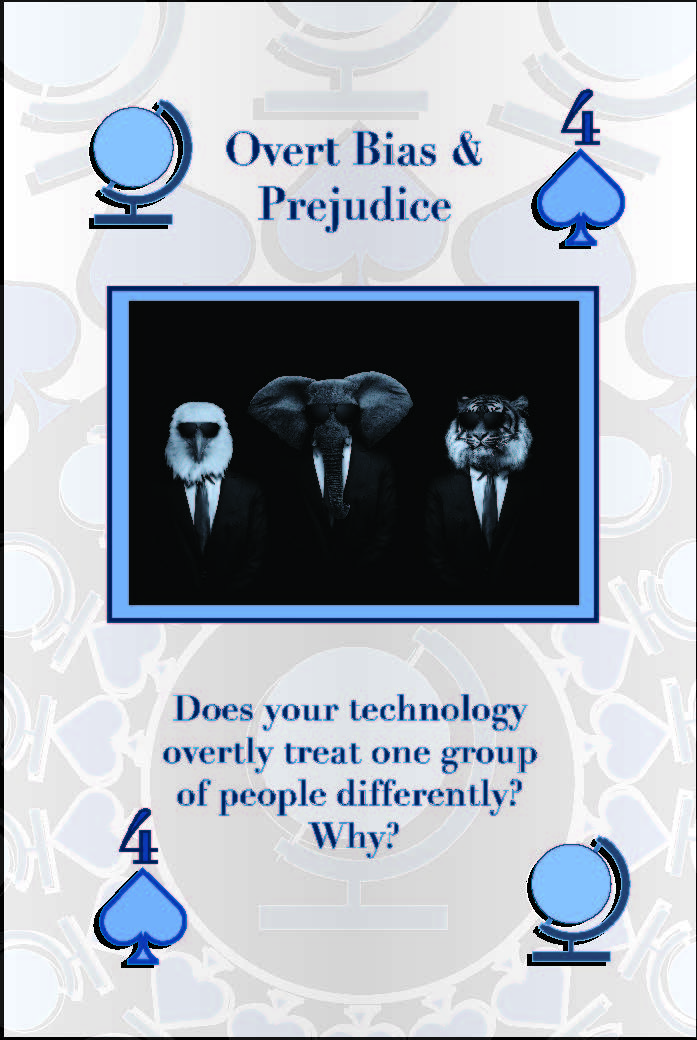 4
Overt Bias &
Prejudice
Does your technology
overtly treat one group
of people differently?
Why?
4